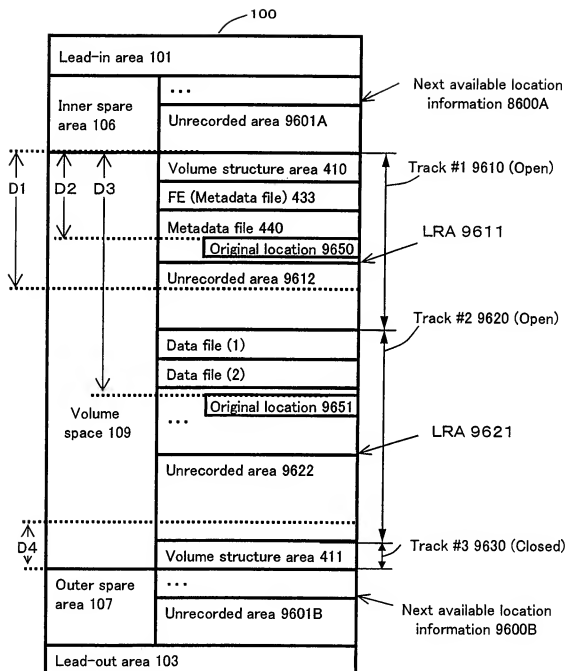 100
Lead-in area 101
...
Next available location
information 8600A
Inner spare
area 106
Unrecorded area 9601A
D1
D2
D3
Volume structure area 410
Track #1 9610 (Open)
FE (Metadata file) 433
Metadata file 440
Original location 9650
LRA 9611
Unrecorded area 9612
Track #2 9620 (Open)
Data file (1)
Data file (2)
Original location 9651
Volume
space 109
...
LRA 9621
Unrecorded area 9622
D4
Volume structure area 411
Track #3 9630 (Closed)
Outer spare
area 107
...
Unrecorded area 9601B
Next available location
information 9600B
Lead-out area 103